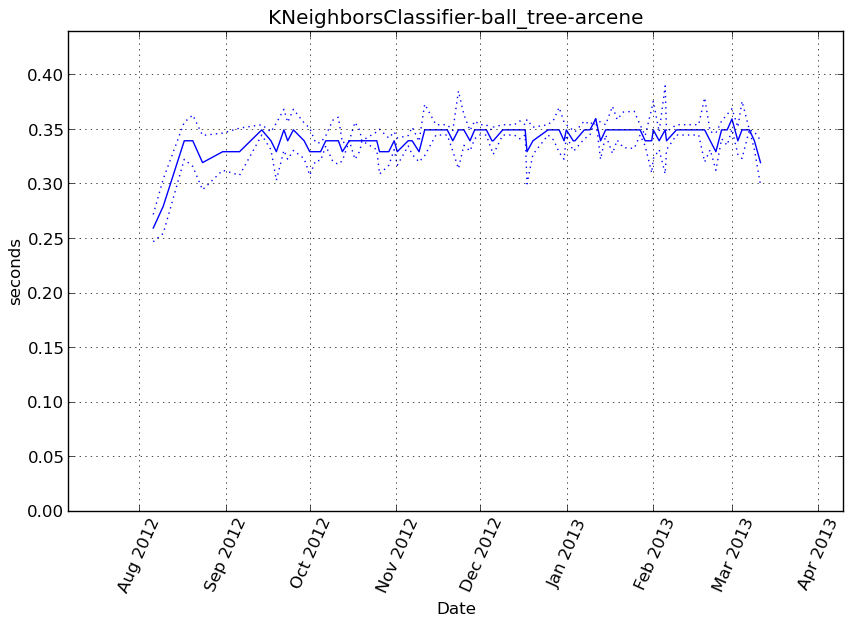 KNeighborsClassifier-ball_tree-arcene
0.40
0.35
0.30
0.25
0.20
0.15
0.10
0.05
0.00
seconds
Aug 2012
Sep 2012
Oct 2012
Nov 2012
Dec 2012
Jan 2013
Feb 2013
Mar 2013
Apr 2013
Date